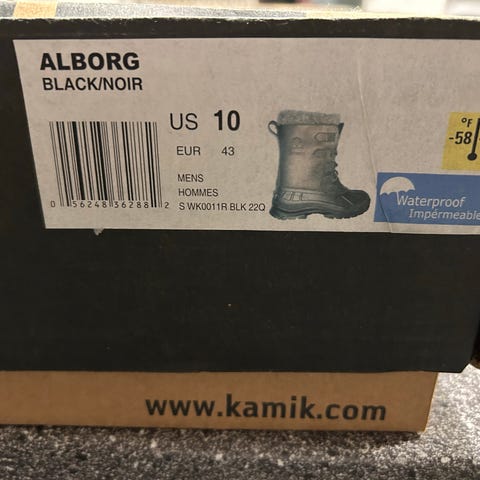 ALBORG
BLACK/NOIR
US 10
EUR 43
MENS
HOMMES
S WK0011R BLK 22Q
0 56248 36288 2
°F
-58
Waterproof
Imperméable
www.kamik.com